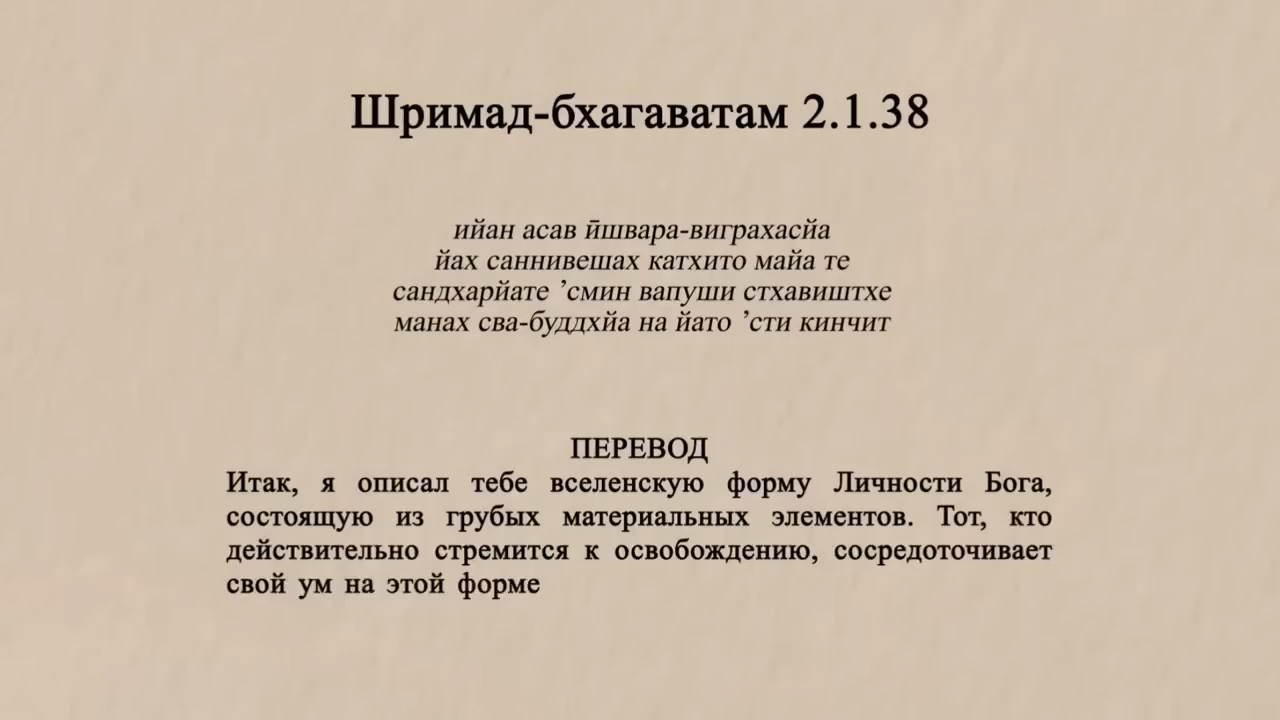 Шримад-бхагаватам 2.1.38
ийан асав ӣшвара-виграхасйа
йах саннивешах катхито майа те
сандхарйате ’смин вапуши стхавиштхе
манах сва-буддхйа на йато ’сти кинчит
ПЕРЕВОД
Итак, я описал тебе вселенскую форму Личности Бога,
состоящую из грубых материальных элементов. Тот, кто
действительно стремится к освобождению, сосредоточивает
свой ум на этой форме